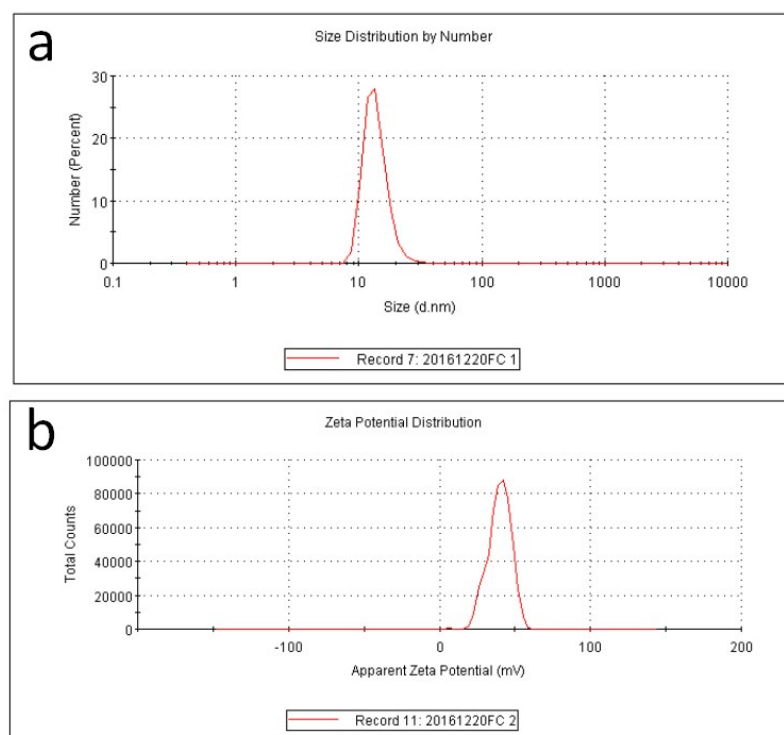 a
Size Distribution by Number
Number (Percent)
30
20
10
0
0.1 1 10 100 1000 10000
Size (d.nm)
Record 7: 20161220FC 1
b
Zeta Potential Distribution
Total Counts
100000
80000
60000
40000
20000
0
-100 0 100 200
Apparent Zeta Potential (mV)
Record 11: 20161220FC 2